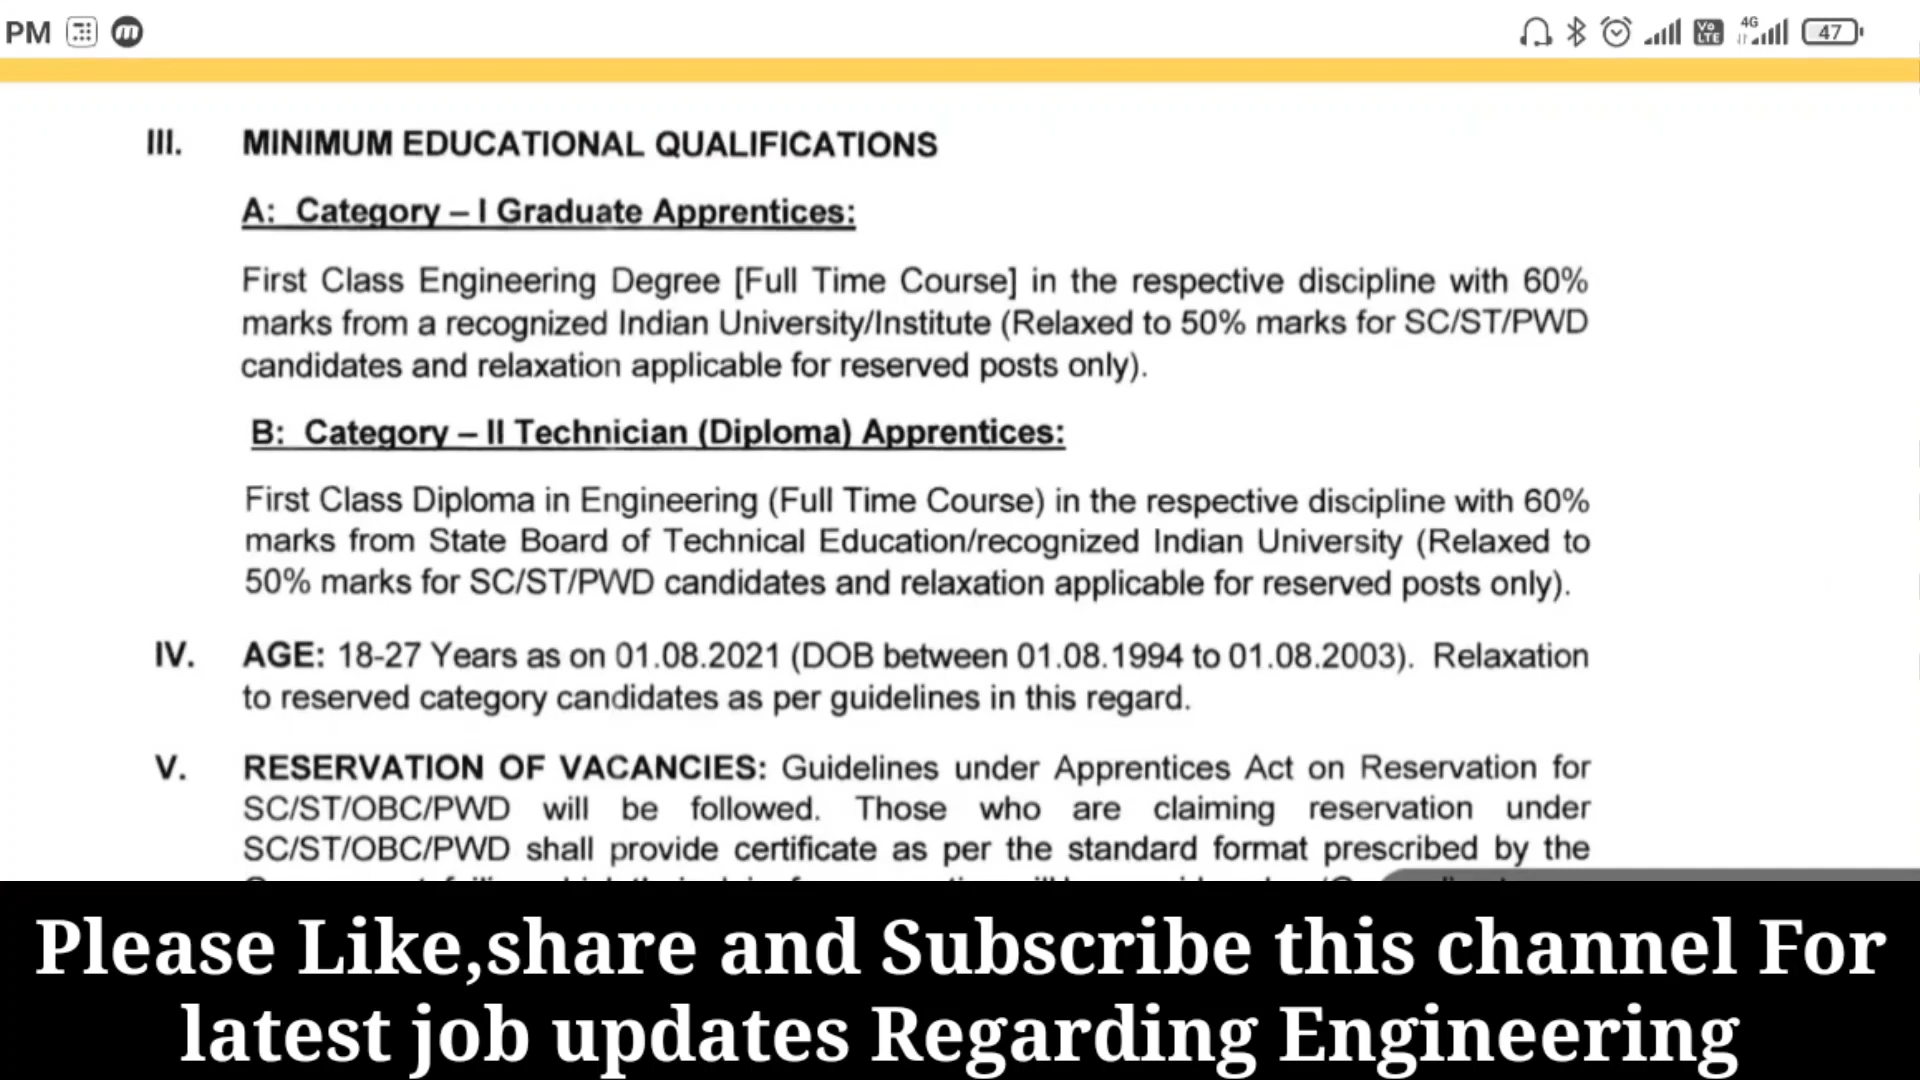 PM
4G
Vo
LTE
47
III. MINIMUM EDUCATIONAL QUALIFICATIONS
A: Category – I Graduate Apprentices:
First Class Engineering Degree [Full Time Course] in the respective discipline with 60%
marks from a recognized Indian University/Institute (Relaxed to 50% marks for SC/ST/PWD
candidates and relaxation applicable for reserved posts only).
B: Category – II Technician (Diploma) Apprentices:
First Class Diploma in Engineering (Full Time Course) in the respective discipline with 60%
marks from State Board of Technical Education/recognized Indian University (Relaxed to
50% marks for SC/ST/PWD candidates and relaxation applicable for reserved posts only).
IV. AGE: 18-27 Years as on 01.08.2021 (DOB between 01.08.1994 to 01.08.2003). Relaxation
to reserved category candidates as per guidelines in this regard.
V. RESERVATION OF VACANCIES: Guidelines under Apprentices Act on Reservation for
SC/ST/OBC/PWD will be followed. Those who are claiming reservation under
SC/ST/OBC/PWD shall provide certificate as per the standard format prescribed by the
Please Like,share and Subscribe this channel For
latest job updates Regarding Engineering